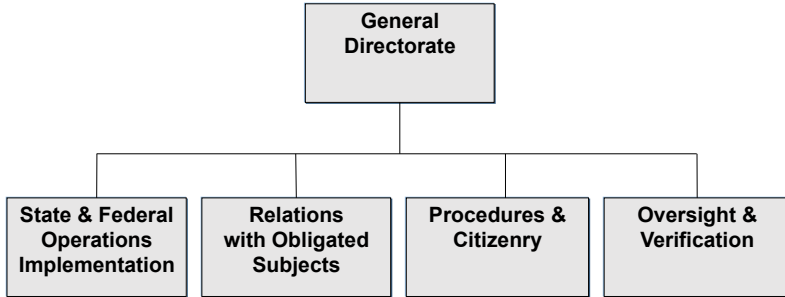 General
Directorate
State & Federal
Operations
Implementation
Relations
with Obligated
Subjects
Procedures &
Citizenry
Oversight &
Verification